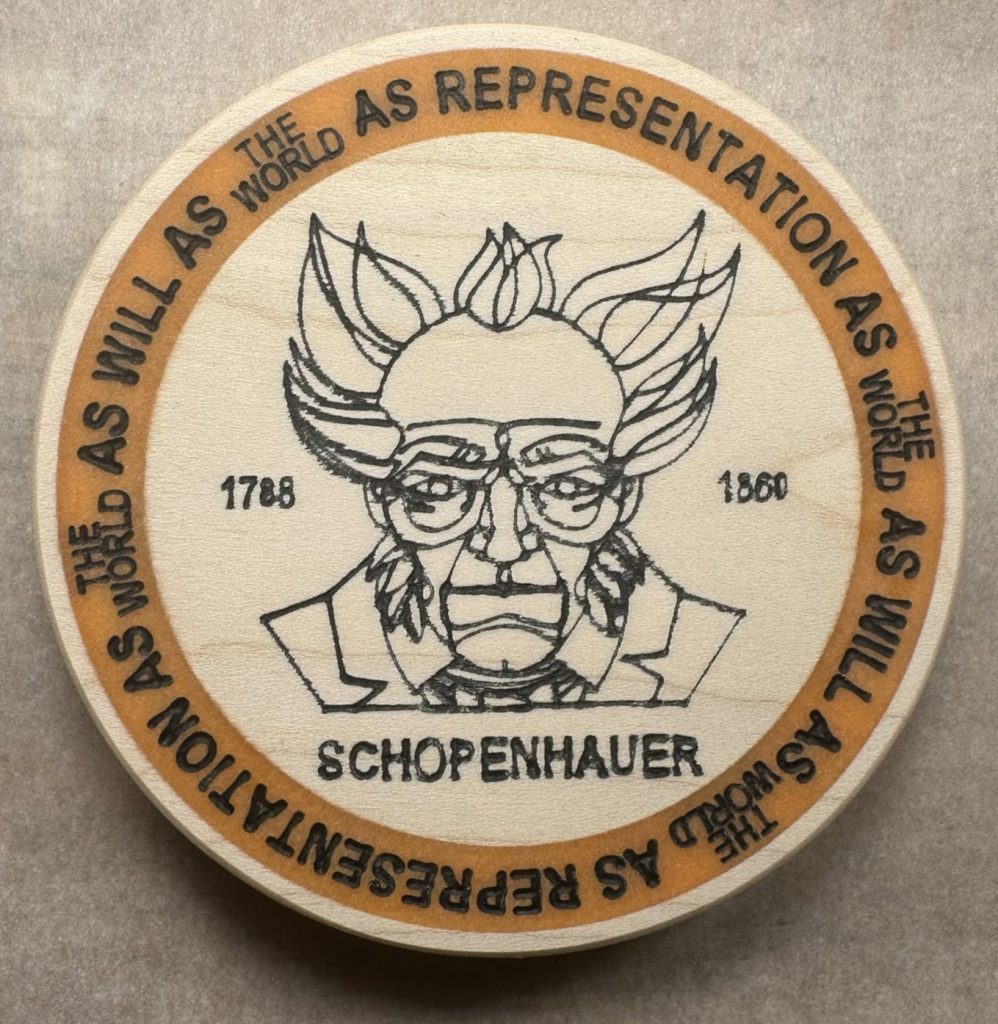 THE WORLD AS REPRESENTATION AS THE WORLD AS WILL AS THE WORLD AS REPRESENTATION AS THE WORLD AS WILL AS
1788
1860
SCHOPENHAUER